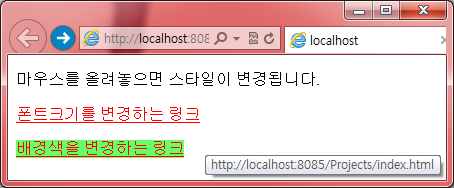 http://localhost:808
localhost
마우스를 올려놓으면 스타일이 변경됩니다.
폰트크기를 변경하는 링크
배경색을 변경하는 링크
http://localhost:8085/Projects/index.html